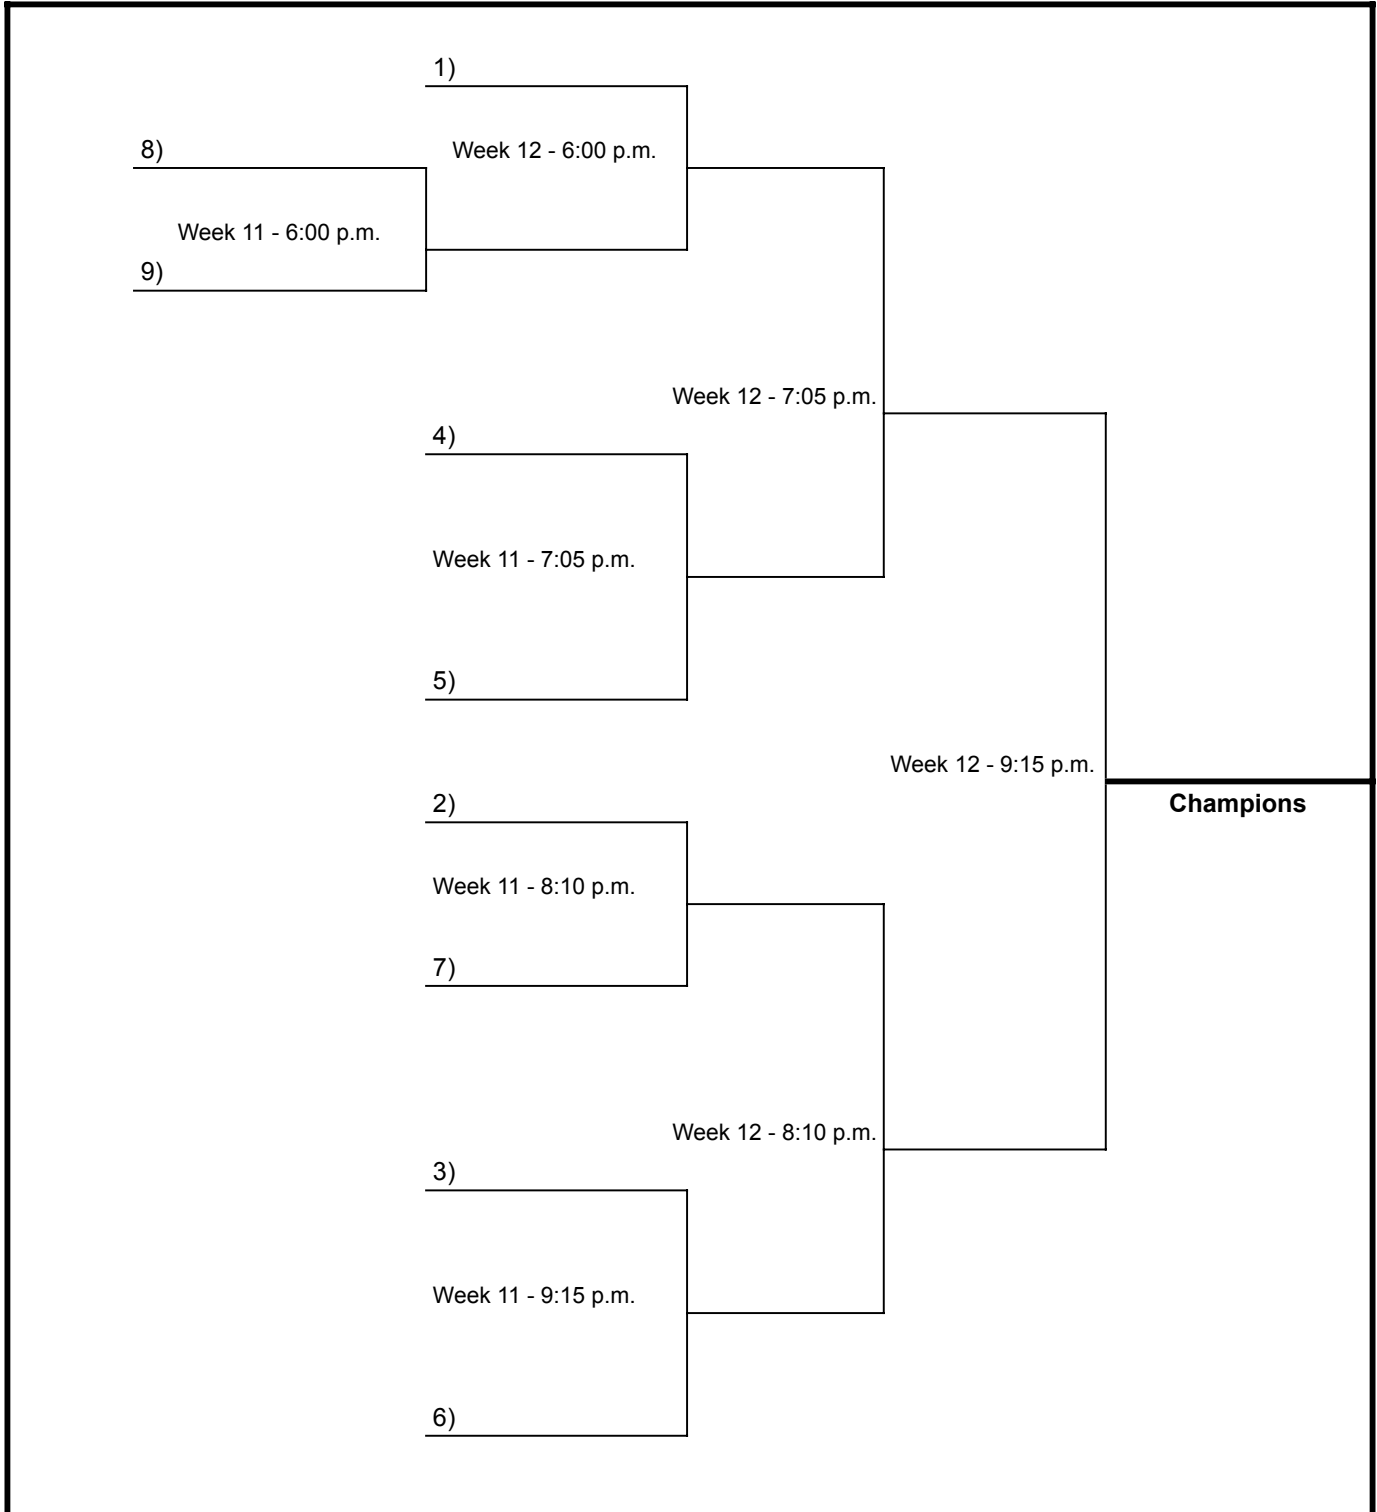 1)
8)
Week 12 - 6:00 p.m.
Week 11 - 6:00 p.m.
9)
Week 12 - 7:05 p.m.
4)
Week 11 - 7:05 p.m.
5)
Week 12 - 9:15 p.m.
2)
Champions
Week 11 - 8:10 p.m.
7)
Week 12 - 8:10 p.m.
3)
Week 11 - 9:15 p.m.
6)